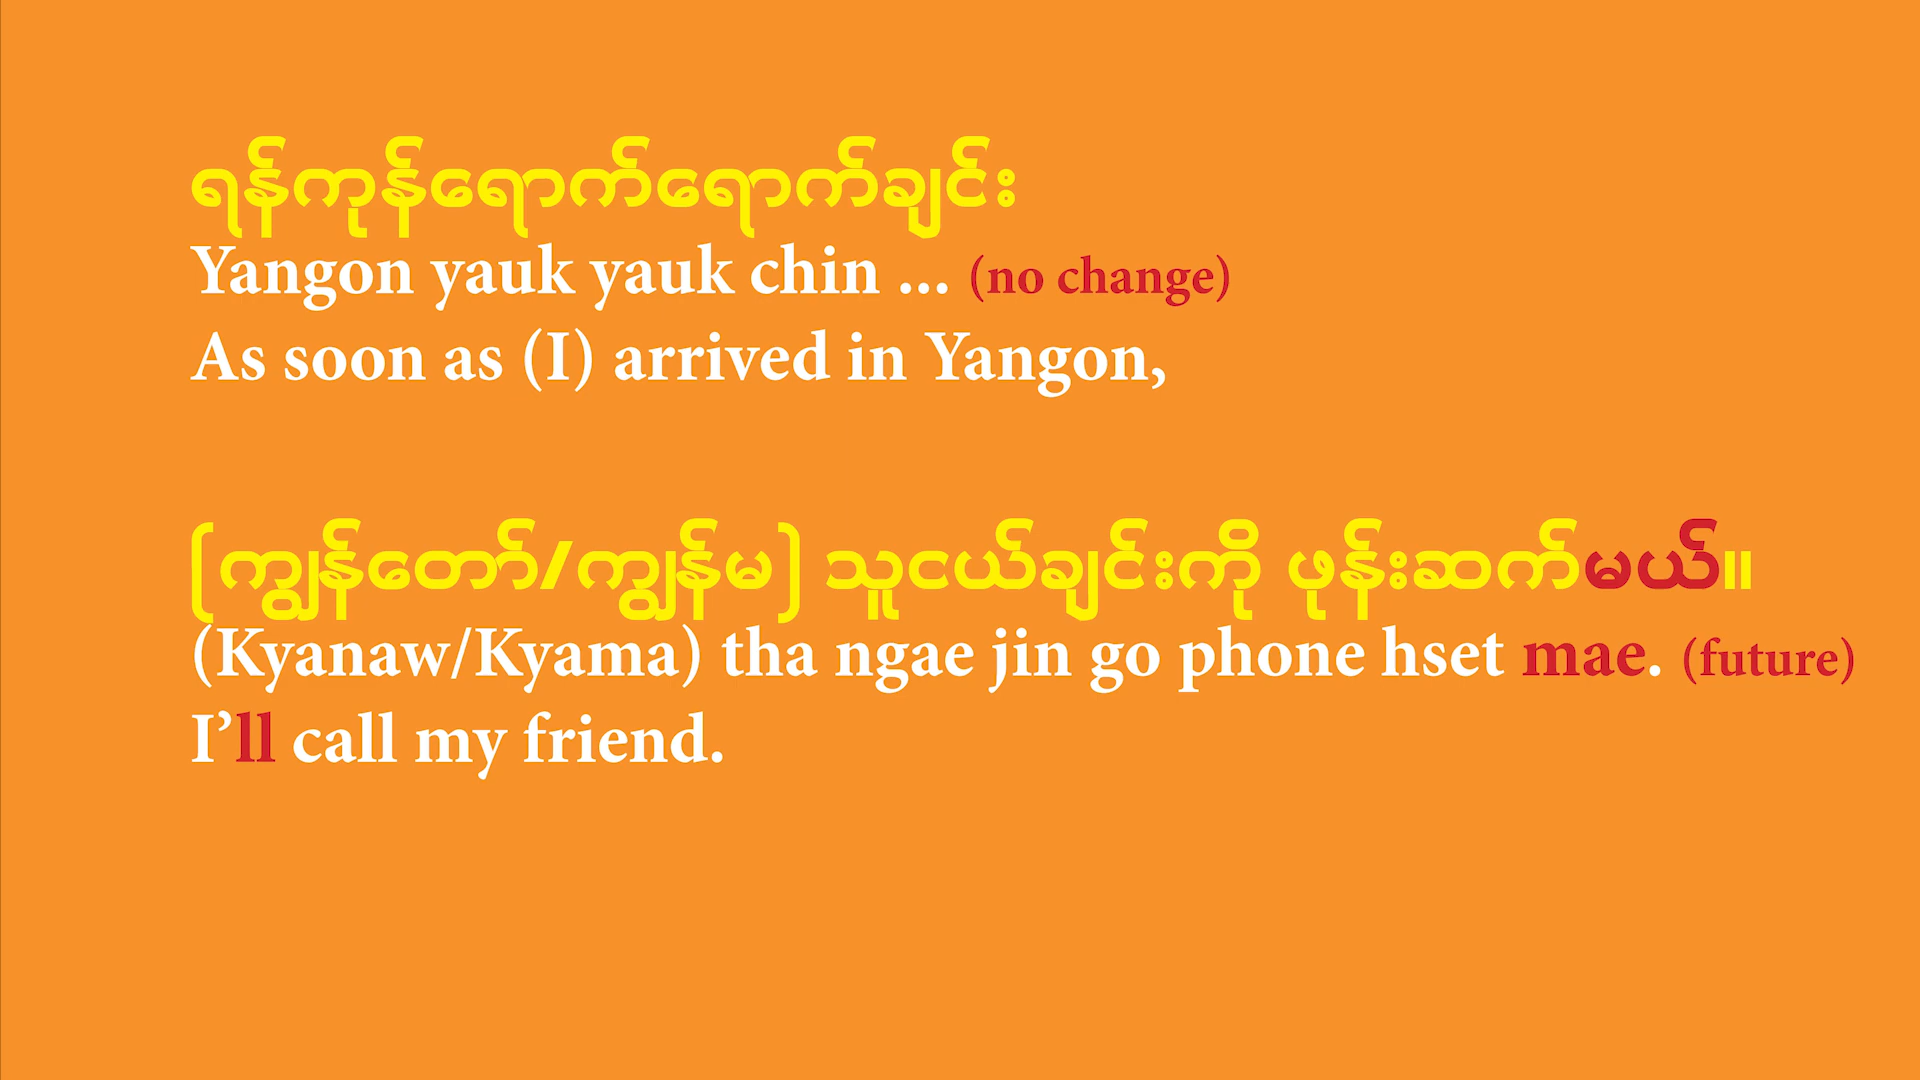 ရန်ကုန်ရောက်ရောက်ချင်း
Yangon yauk yauk chin ... (no change)
As soon as (I) arrived in Yangon,
(ကျွန်တော်/ကျွန်မ) သူငယ်ချင်းကို ဖုန်းဆက်မယ်။
(Kyanaw/Kyama) tha ngae jin go phone hset mae. (future)
I’ll call my friend.